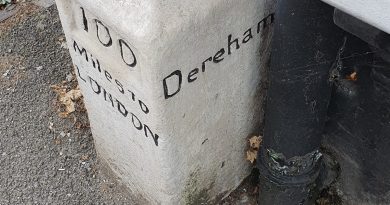 100
Miles to
LONDON
Dereham